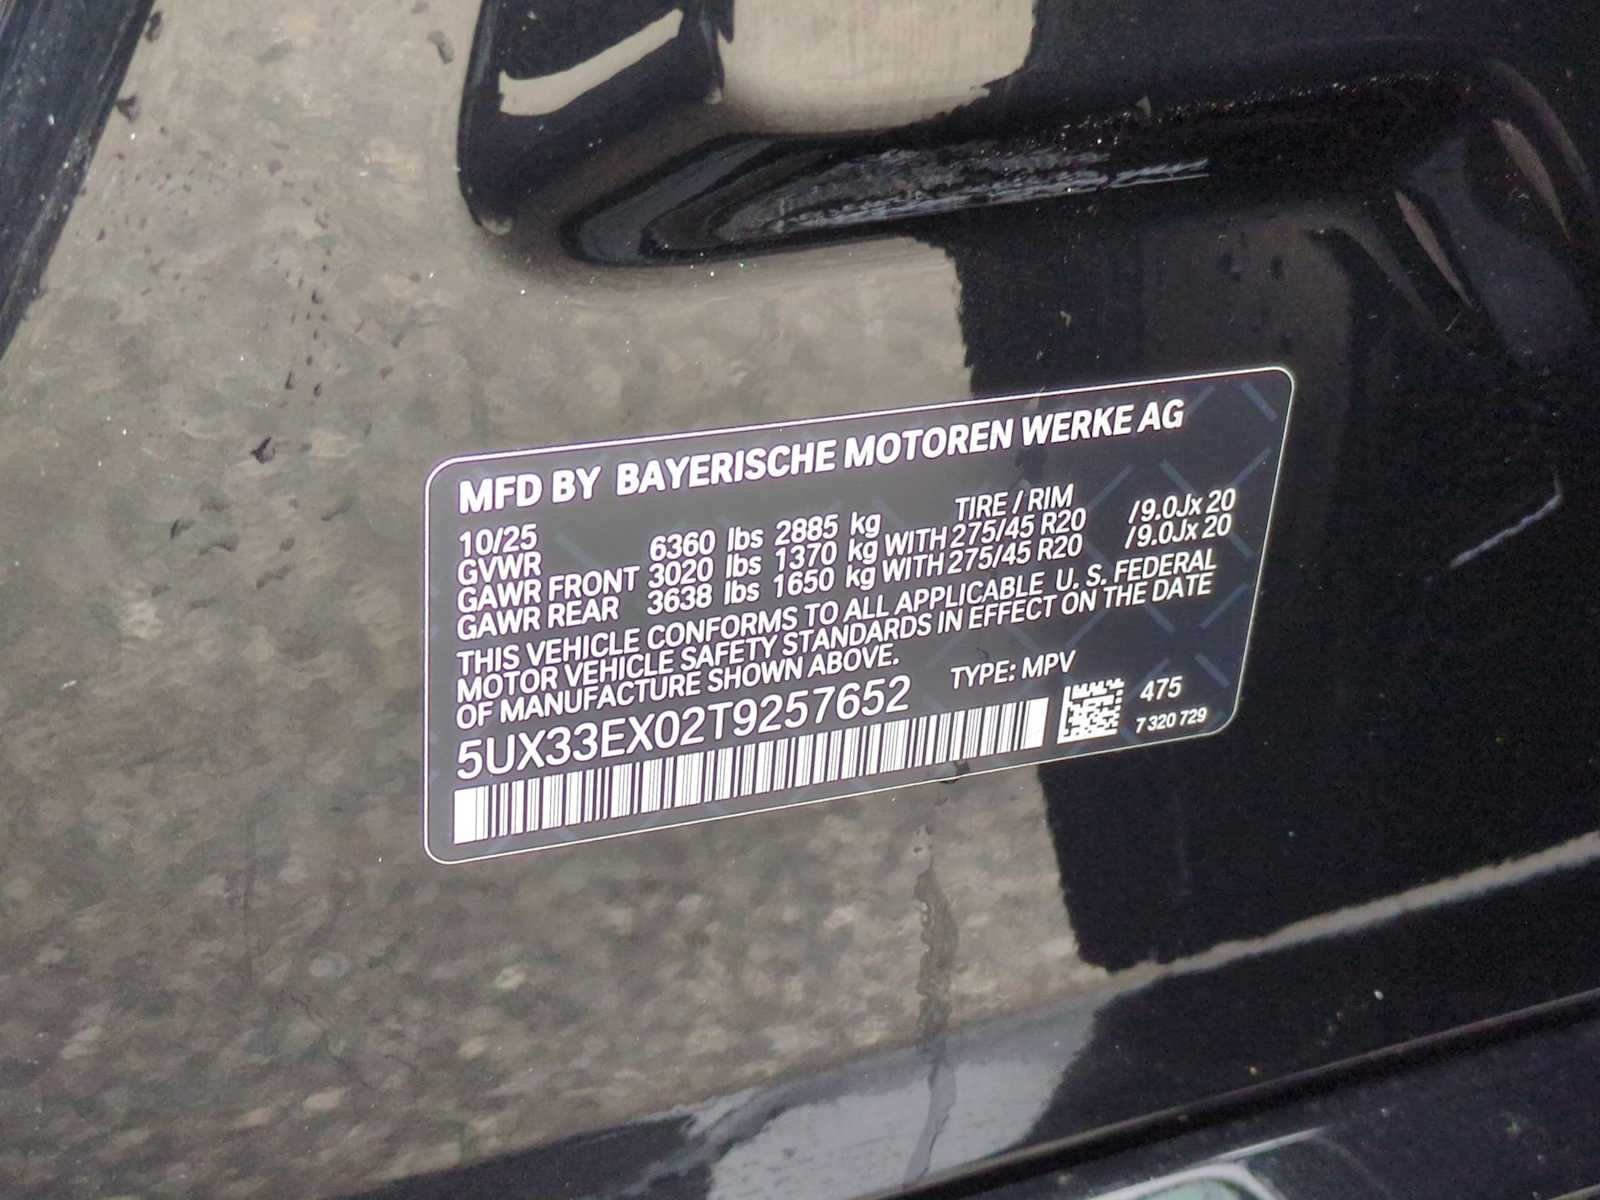 MFD BY BAYERISCHE MOTOREN WERKE AG
10/25 TIRE / RIM
GVWR 6360 lbs 2885 kg
GAWR FRONT 3020 lbs 1370 kg WITH 275/45 R20 /9.0Jx 20
GAWR REAR 3638 lbs 1650 kg WITH 275/45 R20 /9.0Jx 20
THIS VEHICLE CONFORMS TO ALL APPLICABLE U. S. FEDERAL
MOTOR VEHICLE SAFETY STANDARDS IN EFFECT ON THE DATE
OF MANUFACTURE SHOWN ABOVE.
5UX33EX02T9257652 TYPE: MPV
475
7 320 729